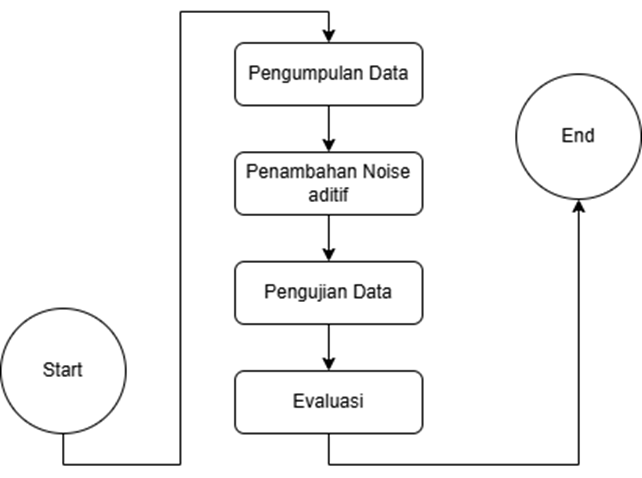 Start
Pengumpulan Data
Penambahan Noise
aditif
Pengujian Data
Evaluasi
End